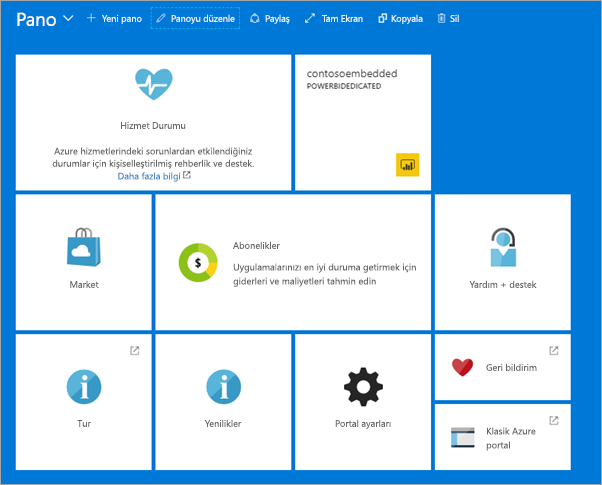 Pano
Yeni pano
Panoyu düzenle
Paylaş
Tam Ekran
Kopyala
Sil
Hizmet Durumu
Azure hizmetlerindeki sorunlardan etkilendiğiniz
durumlar için kişiselleştirilmiş rehberlik ve destek.
Daha fazla bilgi
contosoembedded
POWERBIDEDICATED
Market
Abonelikler
Uygulamalarınızı en iyi duruma getirmek için
giderleri ve maliyetleri tahmin edin
Yardım + destek
Tur
Yenilikler
Portal ayarları
Geri bildirim
Klasik Azure
portal